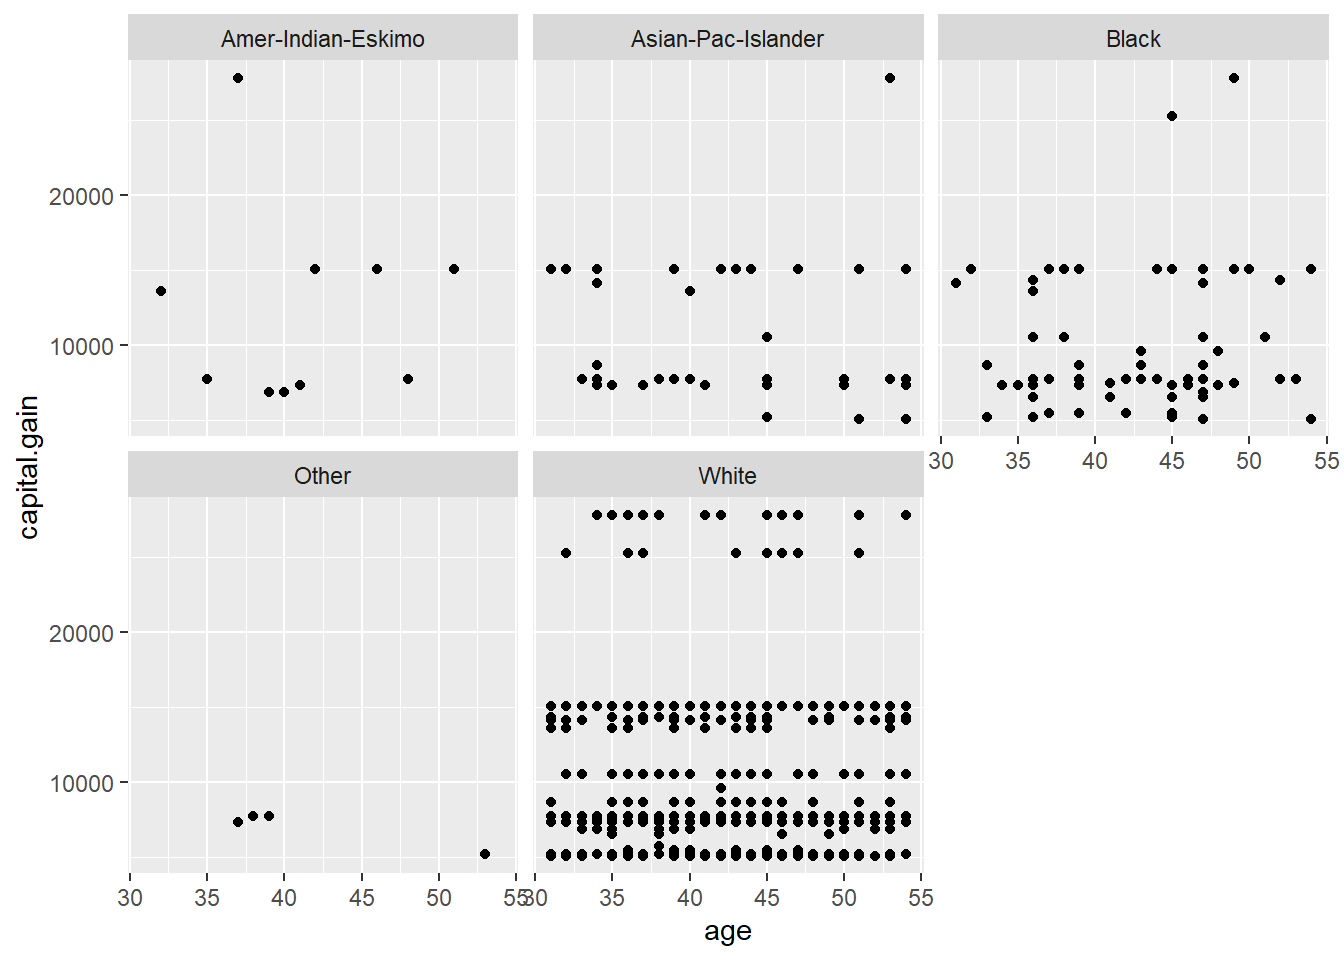 Amer-Indian-Eskimo
Asian-Pac-Islander
Black
20000
10000
30 35 40 45 50 55
capital.gain
Other
White
20000
10000
30 35 40 45 50 55
30 35 40 45 50 55
age